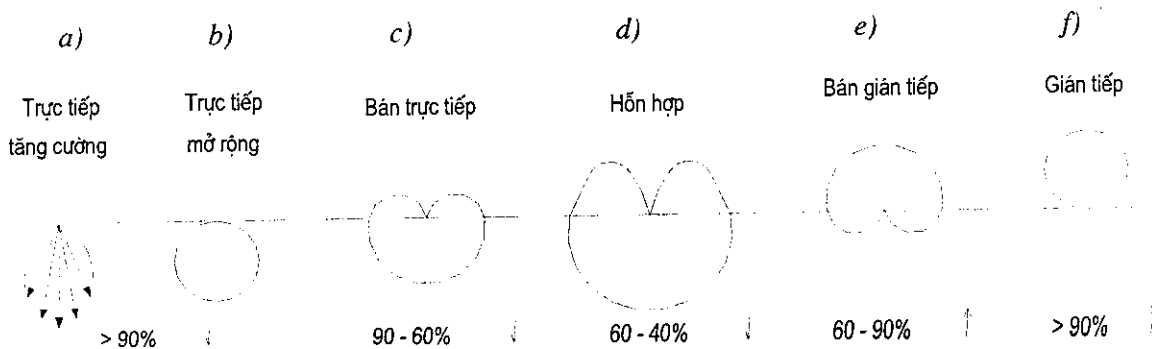 a)
b)
c)
d)
e)
f)
Trực tiếp
tăng cường
Trực tiếp
mở rộng
Bán trực tiếp
Hỗn hợp
Bán gián tiếp
Gián tiếp
> 90%
90 - 60%
60 - 40%
60 - 90%
> 90%